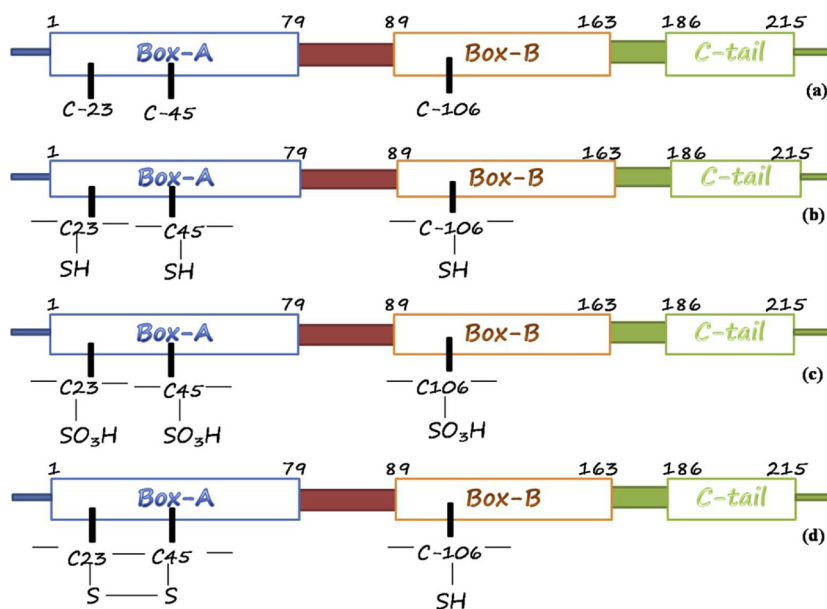 1 79 89 163 186 215
Box-A Box-B C-tail
C-23 C-45 C-106
(a)
1 79 89 163 186 215
Box-A Box-B C-tail
(b)
C23 C45 C-106
SH SH SH
1 79 89 163 186 215
Box-A Box-B C-tail
(c)
C23 C45 C106
SO₃H SO₃H SO₃H
1 79 89 163 186 215
Box-A Box-B C-tail
(d)
C23 C45 C-106
S S SH